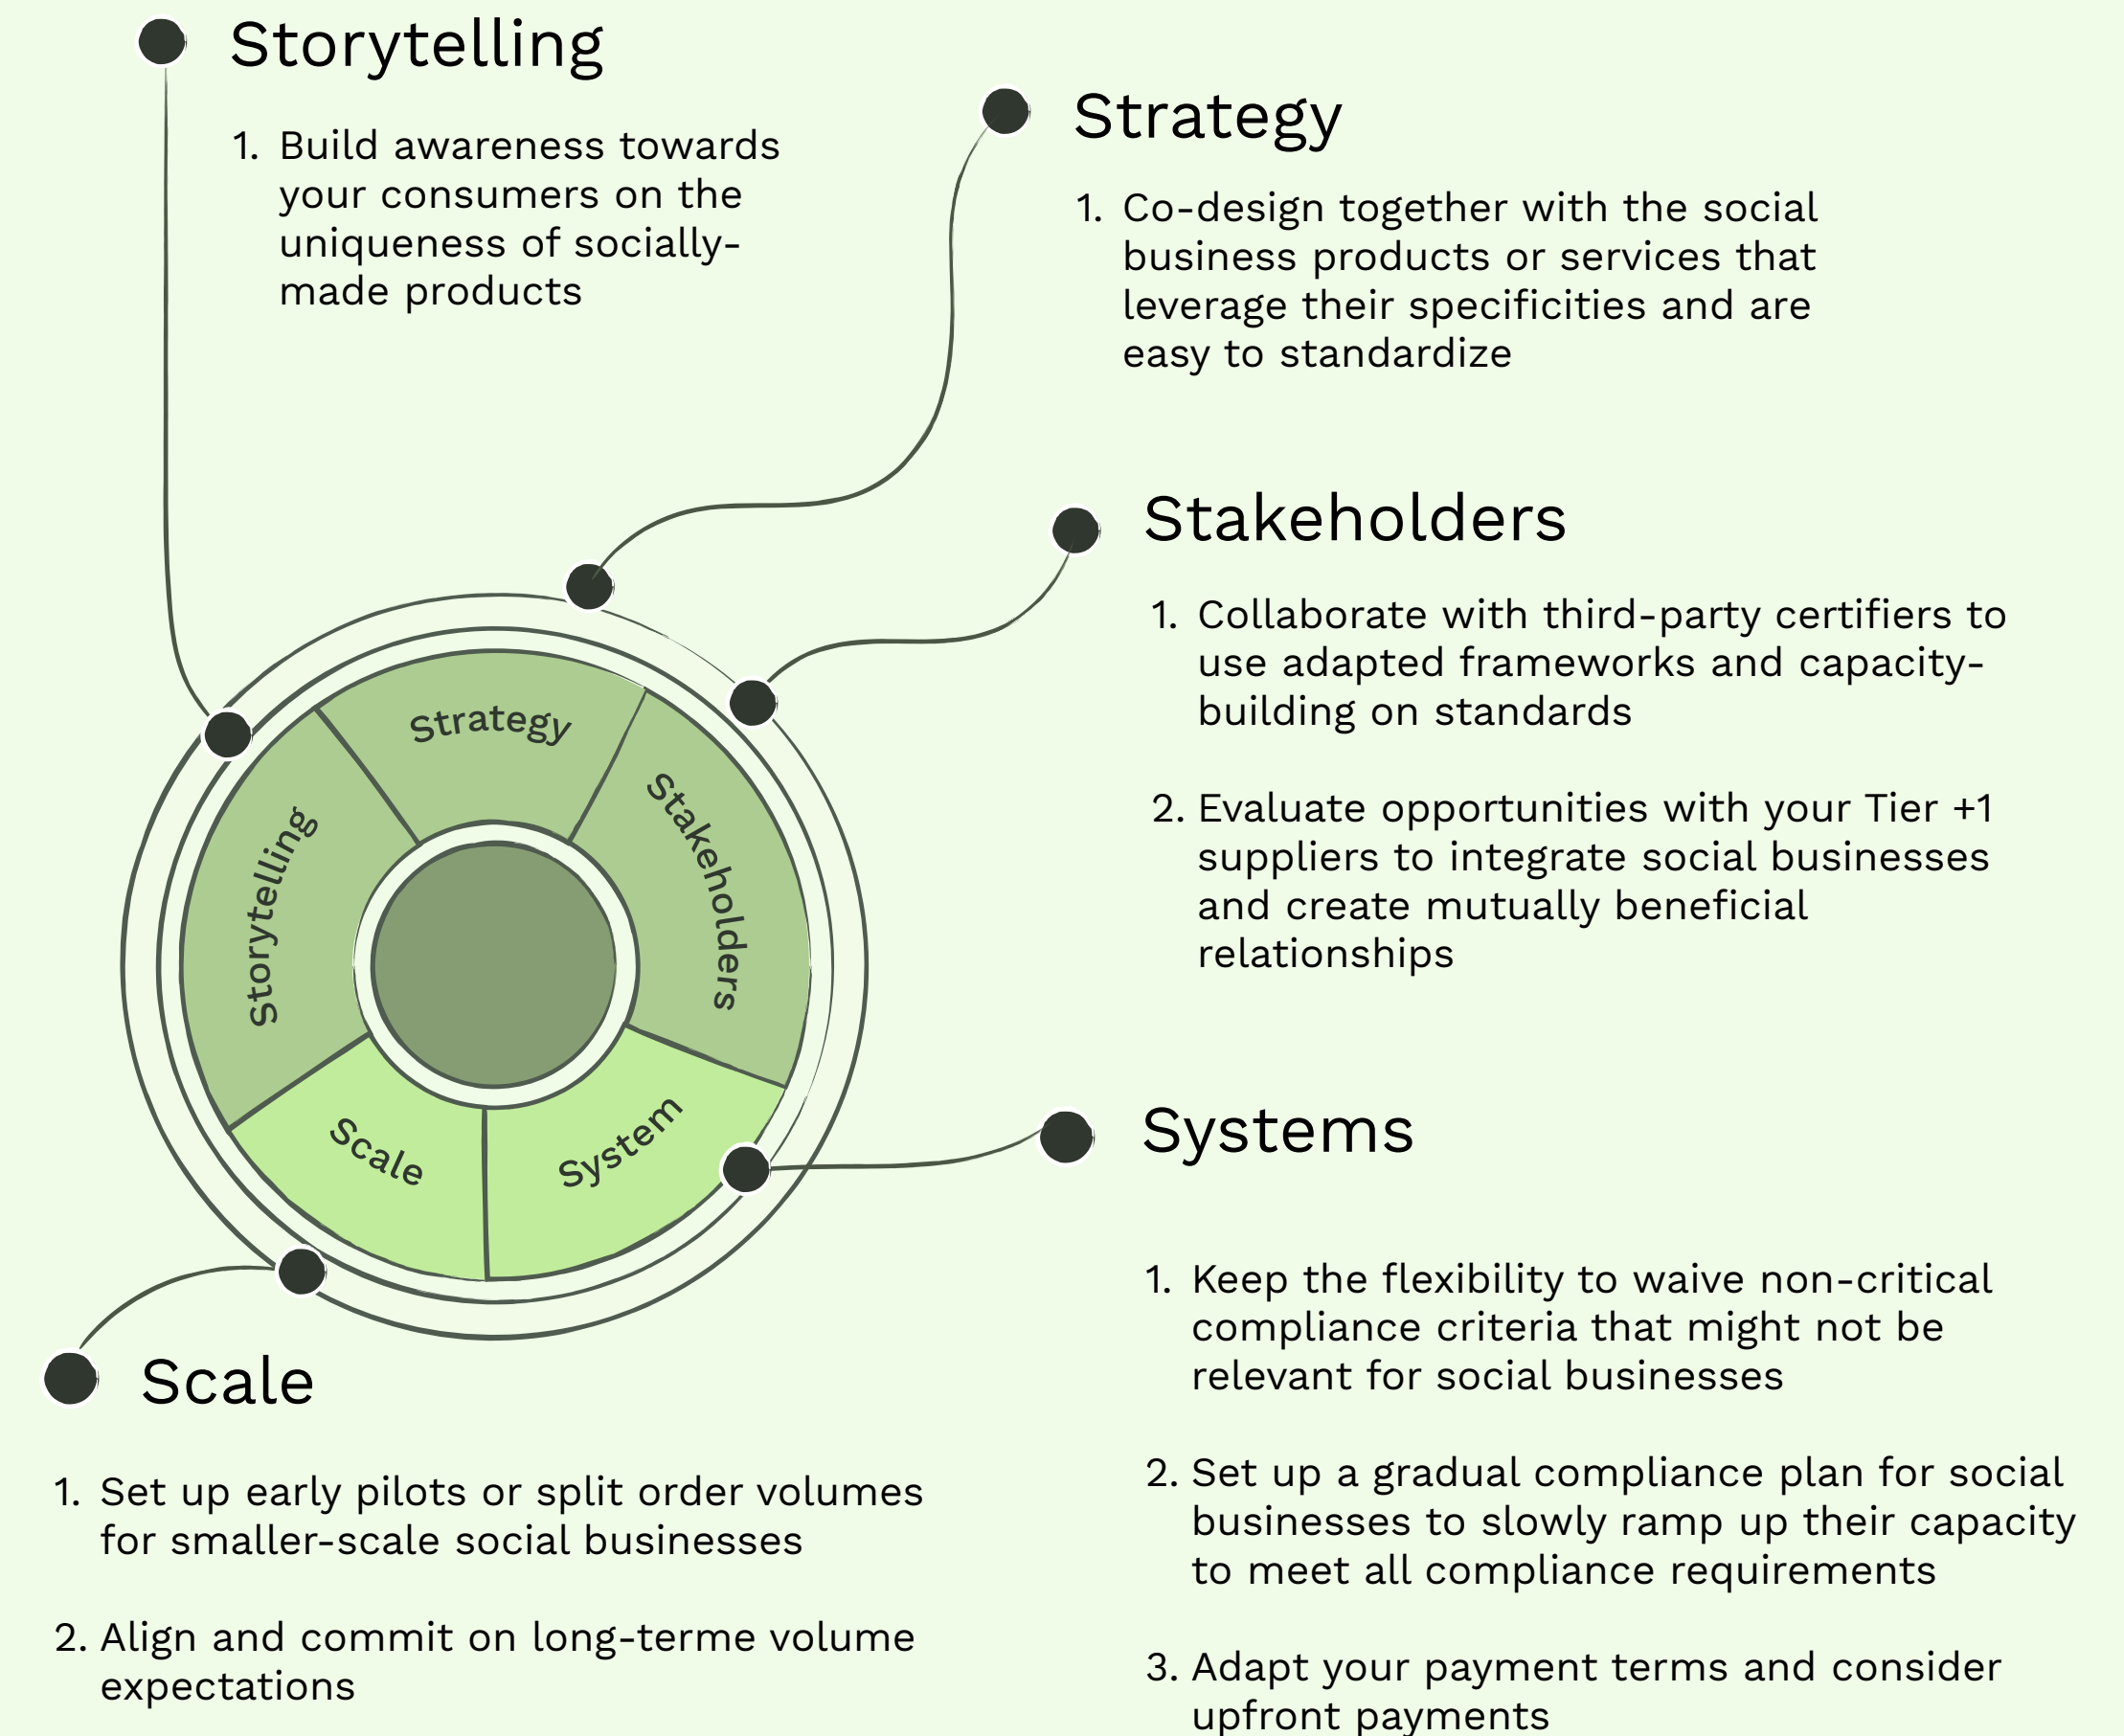 Storytelling
1. Build awareness towards
your consumers on the
uniqueness of socially-
made products
Strategy
1. Co-design together with the social
business products or services that
leverage their specificities and are
easy to standardize
Stakeholders
1. Collaborate with third-party certifiers to
use adapted frameworks and capacity-
building on standards
2. Evaluate opportunities with your Tier +1
suppliers to integrate social businesses
and create mutually beneficial
relationships
Strategy
Stakeholders
Storytelling
Scale
System
Systems
1. Keep the flexibility to waive non-critical
compliance criteria that might not be
relevant for social businesses
2. Set up a gradual compliance plan for social
businesses to slowly ramp up their capacity
to meet all compliance requirements
3. Adapt your payment terms and consider
upfront payments
Scale
1. Set up early pilots or split order volumes
for smaller-scale social businesses
2. Align and commit on long-terme volume
expectations